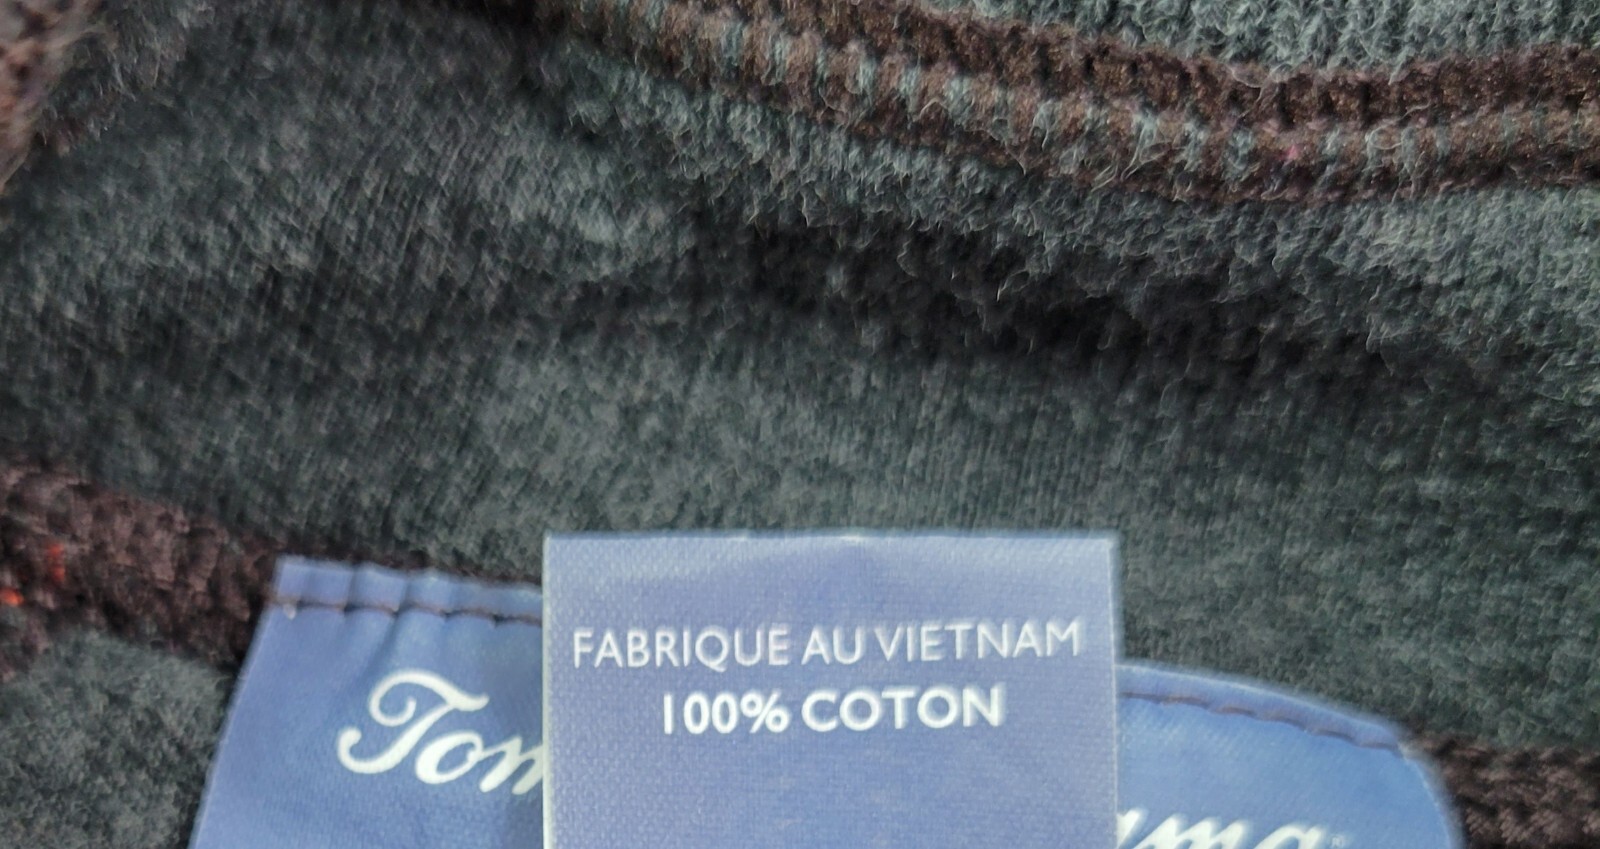 FABRIQUE AU VIETNAM
100% COTON